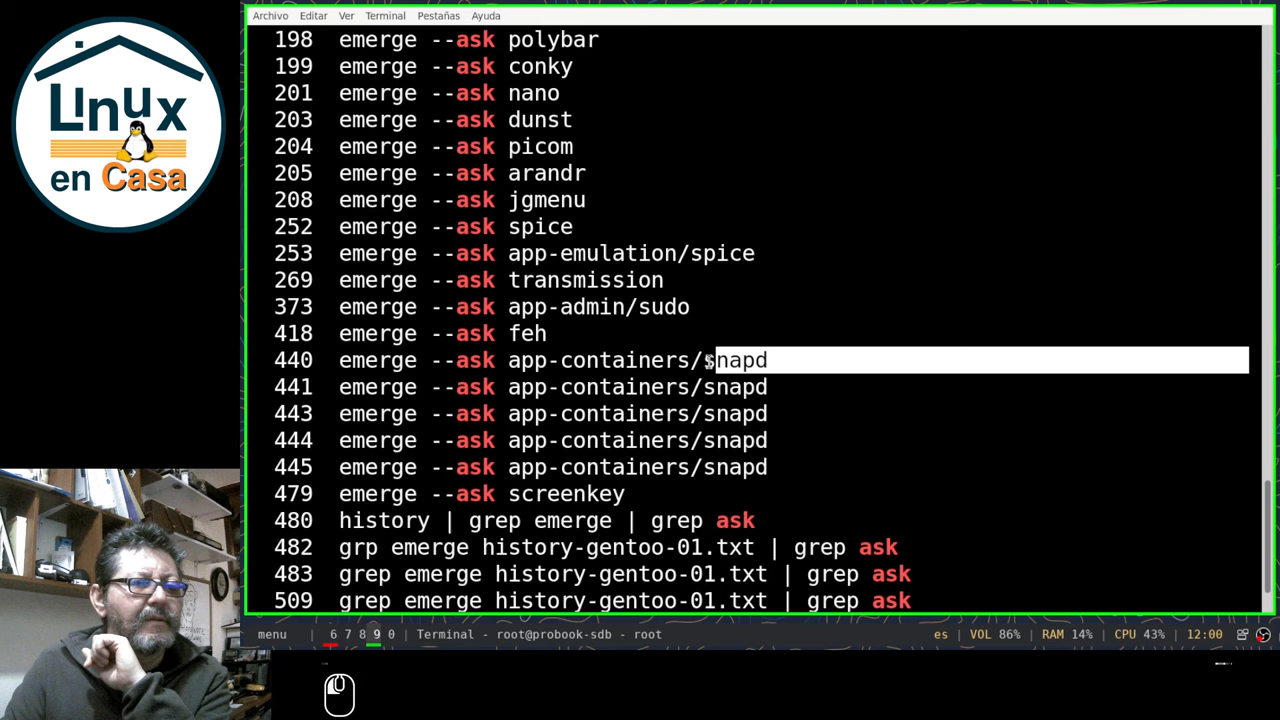 Linux
en Casa
Archivo Editar Ver Terminal Pestañas Ayuda
198 emerge --ask polybar
199 emerge --ask conky
201 emerge --ask nano
203 emerge --ask dunst
204 emerge --ask picom
205 emerge --ask arandr
208 emerge --ask jgmenu
252 emerge --ask spice
253 emerge --ask app-emulation/spice
269 emerge --ask transmission
373 emerge --ask app-admin/sudo
418 emerge --ask feh
440 emerge --ask app-containers/snapd
441 emerge --ask app-containers/snapd
443 emerge --ask app-containers/snapd
444 emerge --ask app-containers/snapd
445 emerge --ask app-containers/snapd
479 emerge --ask screenkey
480 history | grep emerge | grep ask
482 grp emerge history-gentoo-01.txt | grep ask
483 grep emerge history-gentoo-01.txt | grep ask
509 grep emerge history-gentoo-01.txt | grep ask
menu | 6 7 8 9 0 | Terminal - root@probook-sdb - root es | VOL 86% | RAM 14% | CPU 43% | 12:00